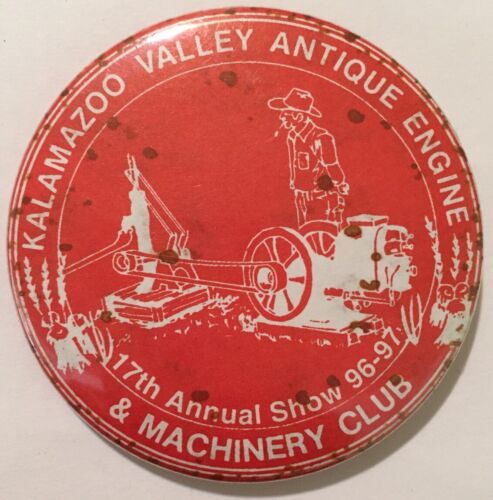 KALAMAZOO VALLEY ANTIQUE ENGINE
& MACHINERY CLUB
17th Annual Show 96-97